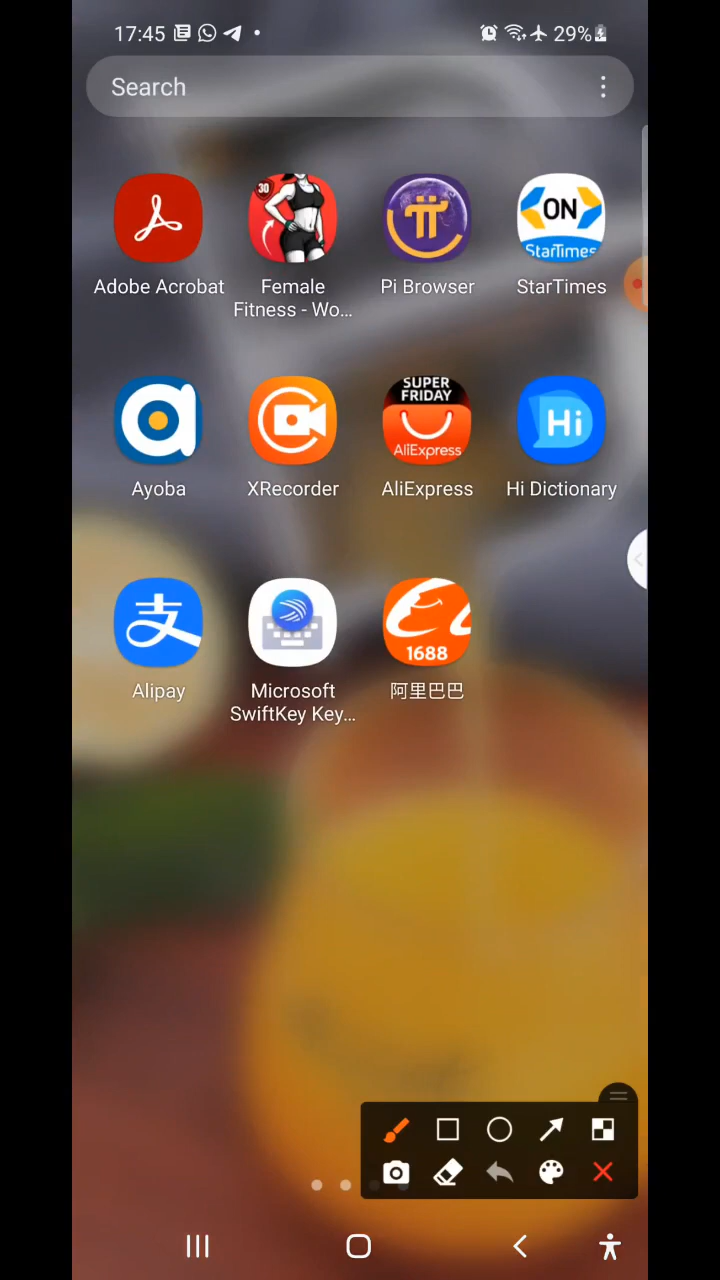 17:45
29%
Search
30
ON
StarTimes
Adobe Acrobat
Female
Fitness - Wo...
Pi Browser
StarTimes
a
SUPER
FRIDAY
AliExpress
Hi
Ayoba
XRecorder
AliExpress
Hi Dictionary
支
1688
Alipay
Microsoft
SwiftKey Key...
阿里巴巴